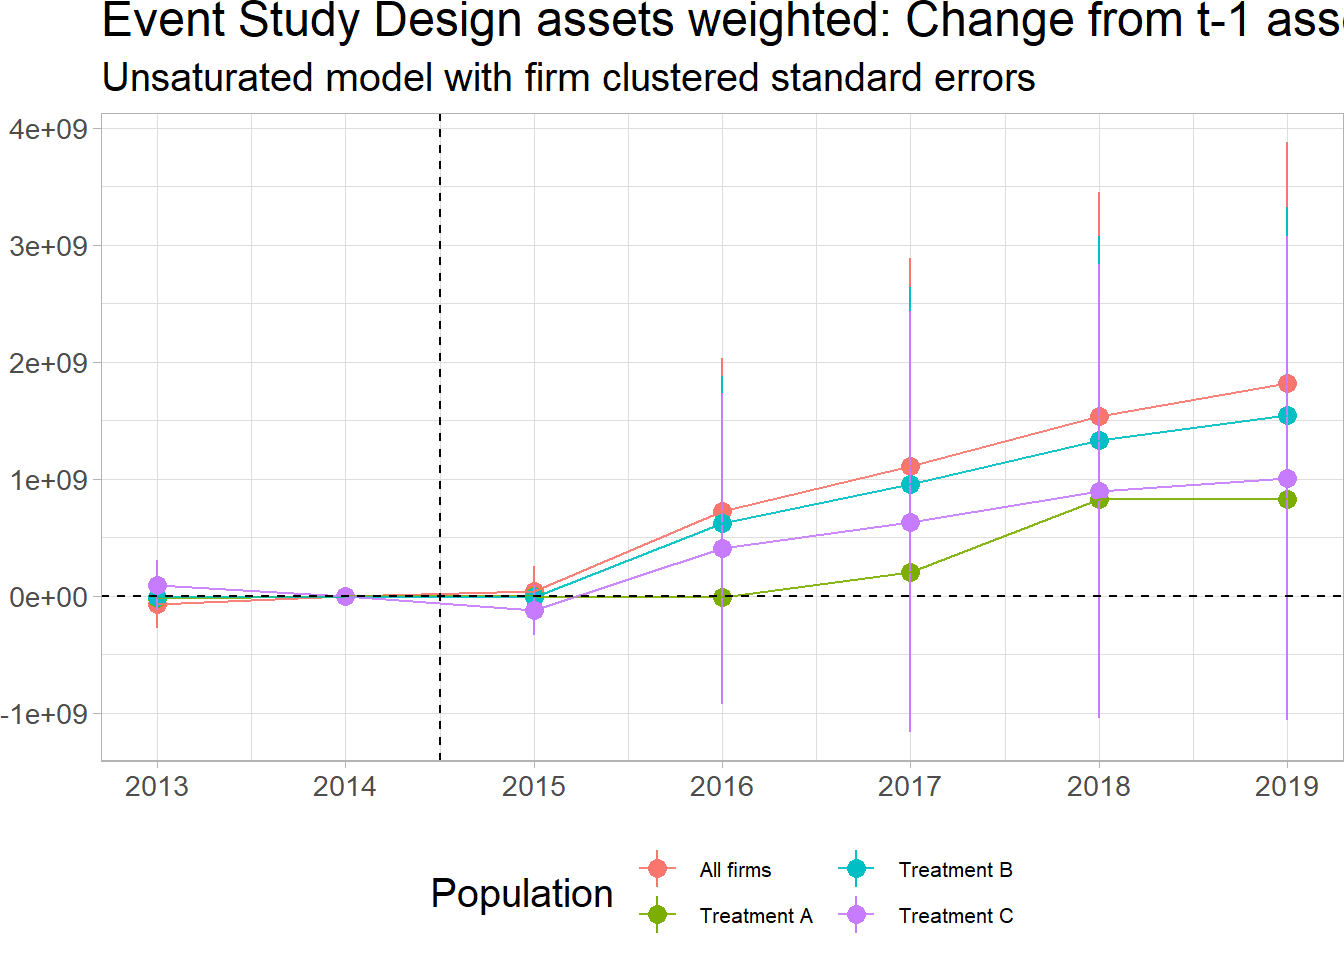 Event Study Design assets weighted: Change from t-1
Unsaturated model with firm clustered standard errors
4e+09
3e+09
2e+09
1e+09
0e+00
-1e+09
2013 2014 2015 2016 2017 2018 2019
Population
All firms
Treatment B
Treatment A
Treatment C